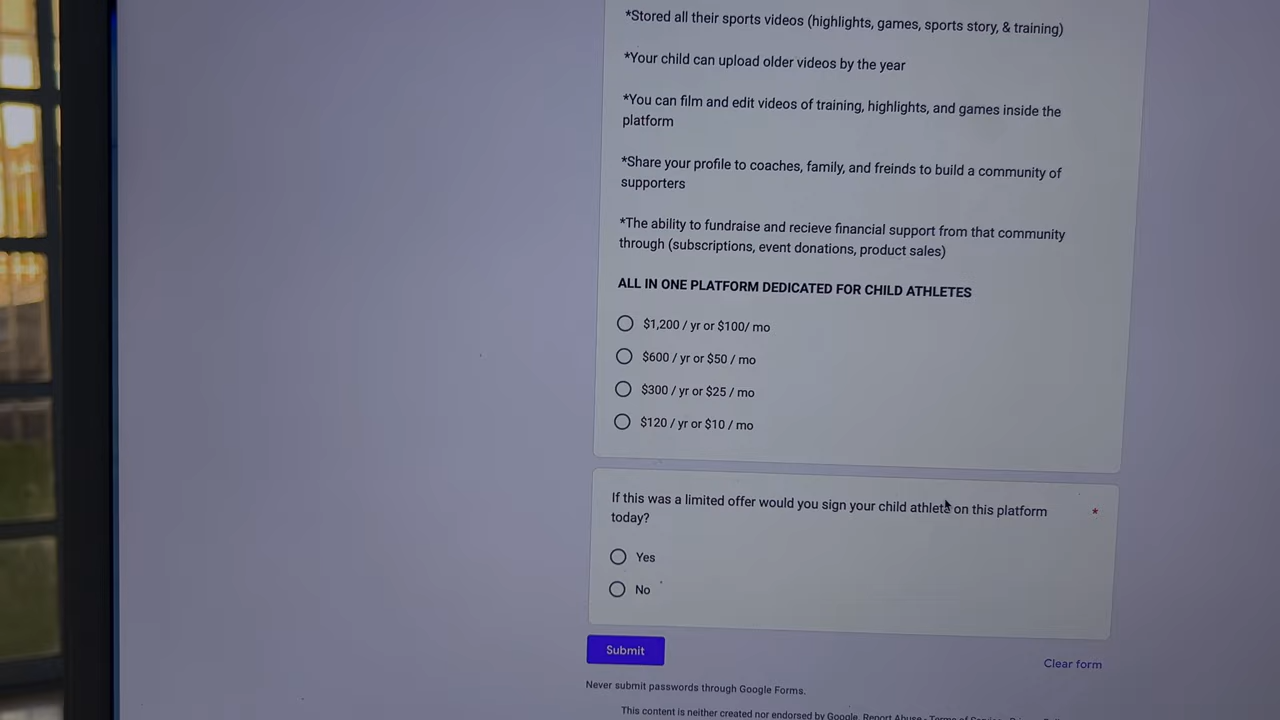 *Stored all their sports videos (highlights, games, sports story, & training)
*Your child can upload older videos by the year
*You can film and edit videos of training, highlights, and games inside the
platform
*Share your profile to coaches, family, and freinds to build a community of
supporters
*The ability to fundraise and recieve financial support from that community
through (subscriptions, event donations, product sales)
ALL IN ONE PLATFORM DEDICATED FOR CHILD ATHLETES
$1,200 / yr or $100/ mo
$600 / yr or $50 / mo
$300 / yr or $25 / mo
$120 / yr or $10 / mo
If this was a limited offer would you sign your child athlete on this platform *
today?
Yes
No
Submit
Clear form
Never submit passwords through Google Forms.
This content is neither created nor endorsed by Google. Report Abuse - Terms of